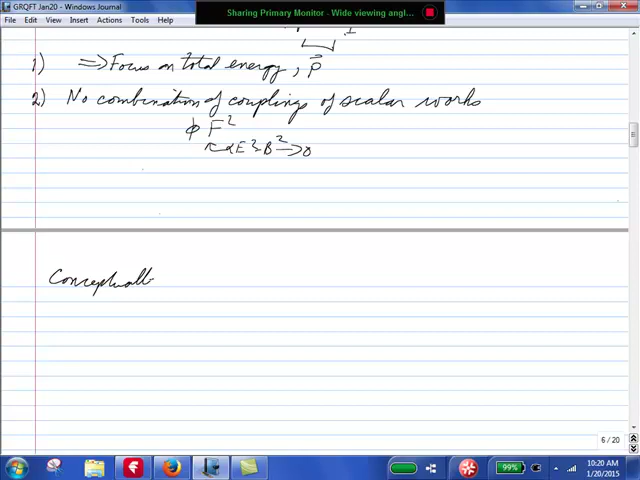 GRQFT Jan20 - Windows Journal
Sharing Primary Monitor - Wide viewing angl...
File Edit View Insert Actions Tools Help
1) ⟹ Focus on total energy, p⃗
2) No combination of couplings of scalar works
ϕ F²
E² B² → 0
Conceptuall
6 / 20
99%
10:20 AM
1/20/2015